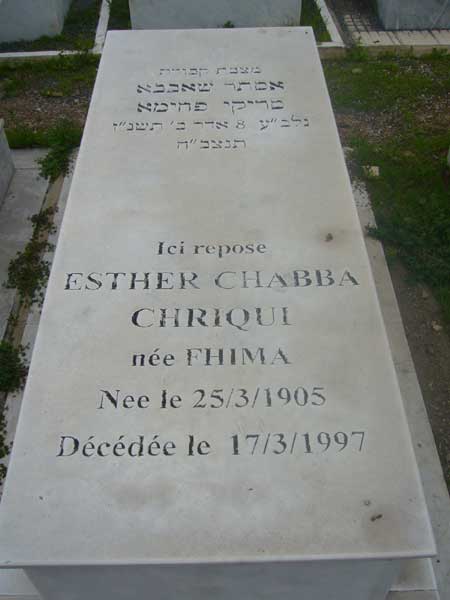 מצבת קבורת
אסתר שאבבא
טריקי פחימא
נלב״ע 8 אדר ב׳ תשנ״ז
תנצב״ה
Ici repose
ESTHER CHABBA
CHRIQUI
née FHIMA
Nee le 25/3/1905
Décédée le 17/3/1997